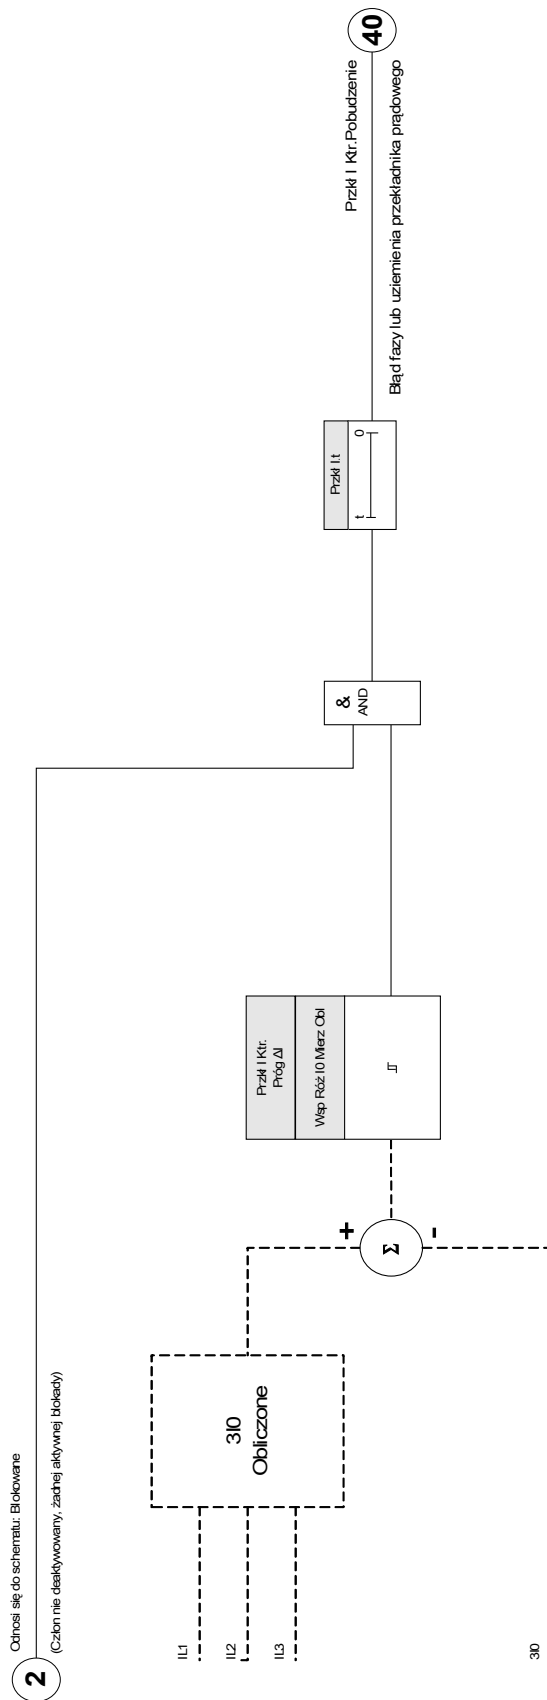 2
Odnosi się do schematu: Blokowane
(Człon nie deaktywowany, żadnej aktywnej blokady)
IL1
IL2
IL3
3I0
3I0
Obliczone
+
Σ
-
Przkł I Ktr.
Próg ΔI
Wsp Róż I0 Mierz Obl
&
AND
Przkł I.t
t
0
Przkł I Ktr.Pobudzenie
Błąd fazy lub uziemienia przekładnika prądowego
40